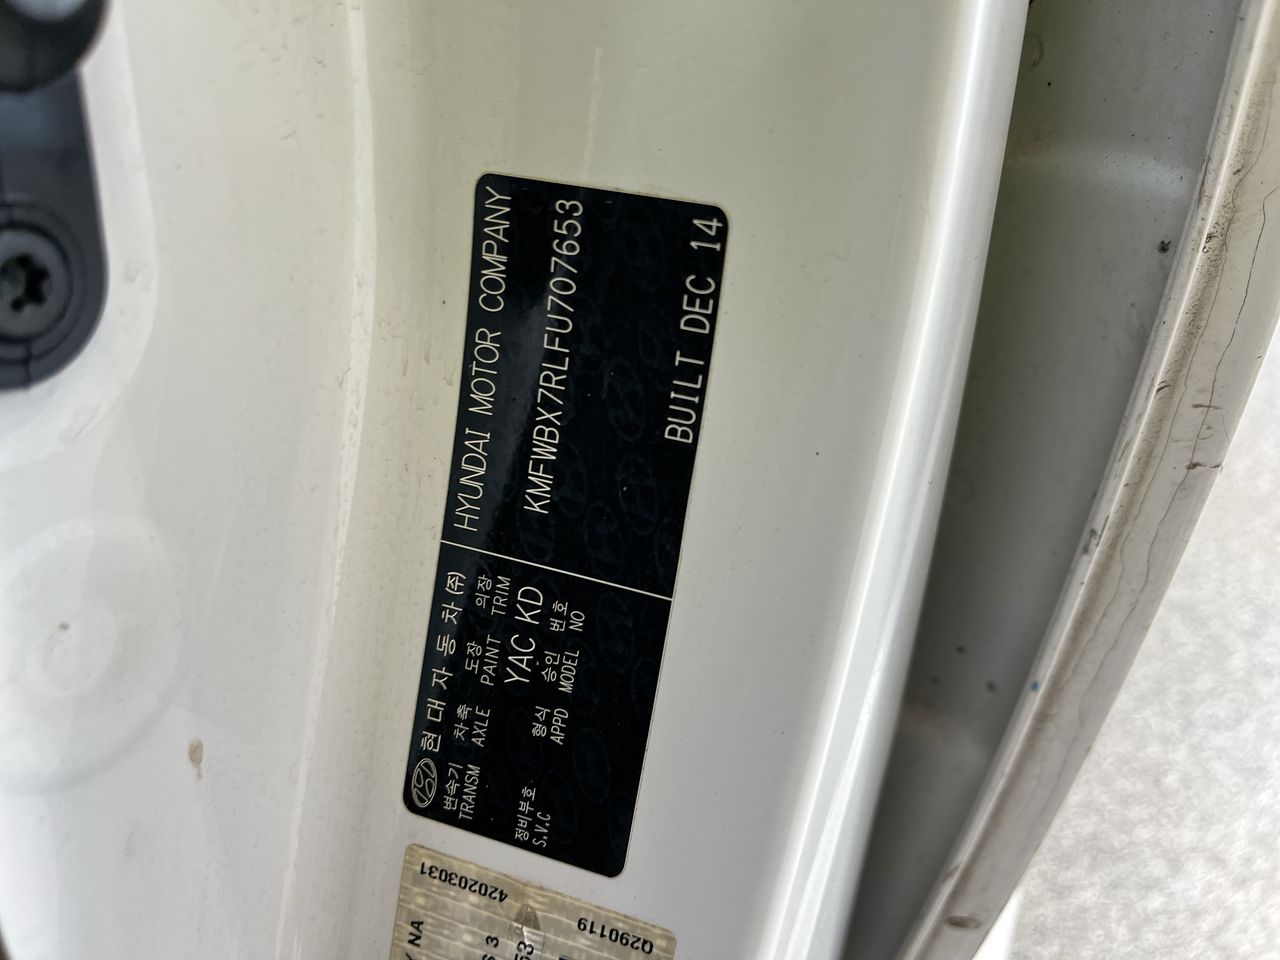 현대자동차(주)
HYUNDAI MOTOR COMPANY
변속기 차축 도장 의장
TRANSM AXLE PAINT TRIM
KMFWBX7RLFU707653
YAC KD
정비부호 형식 승인 번호
S.V.C APPD MODEL NO
BUILT DEC 14
420203031
Q290119
NA